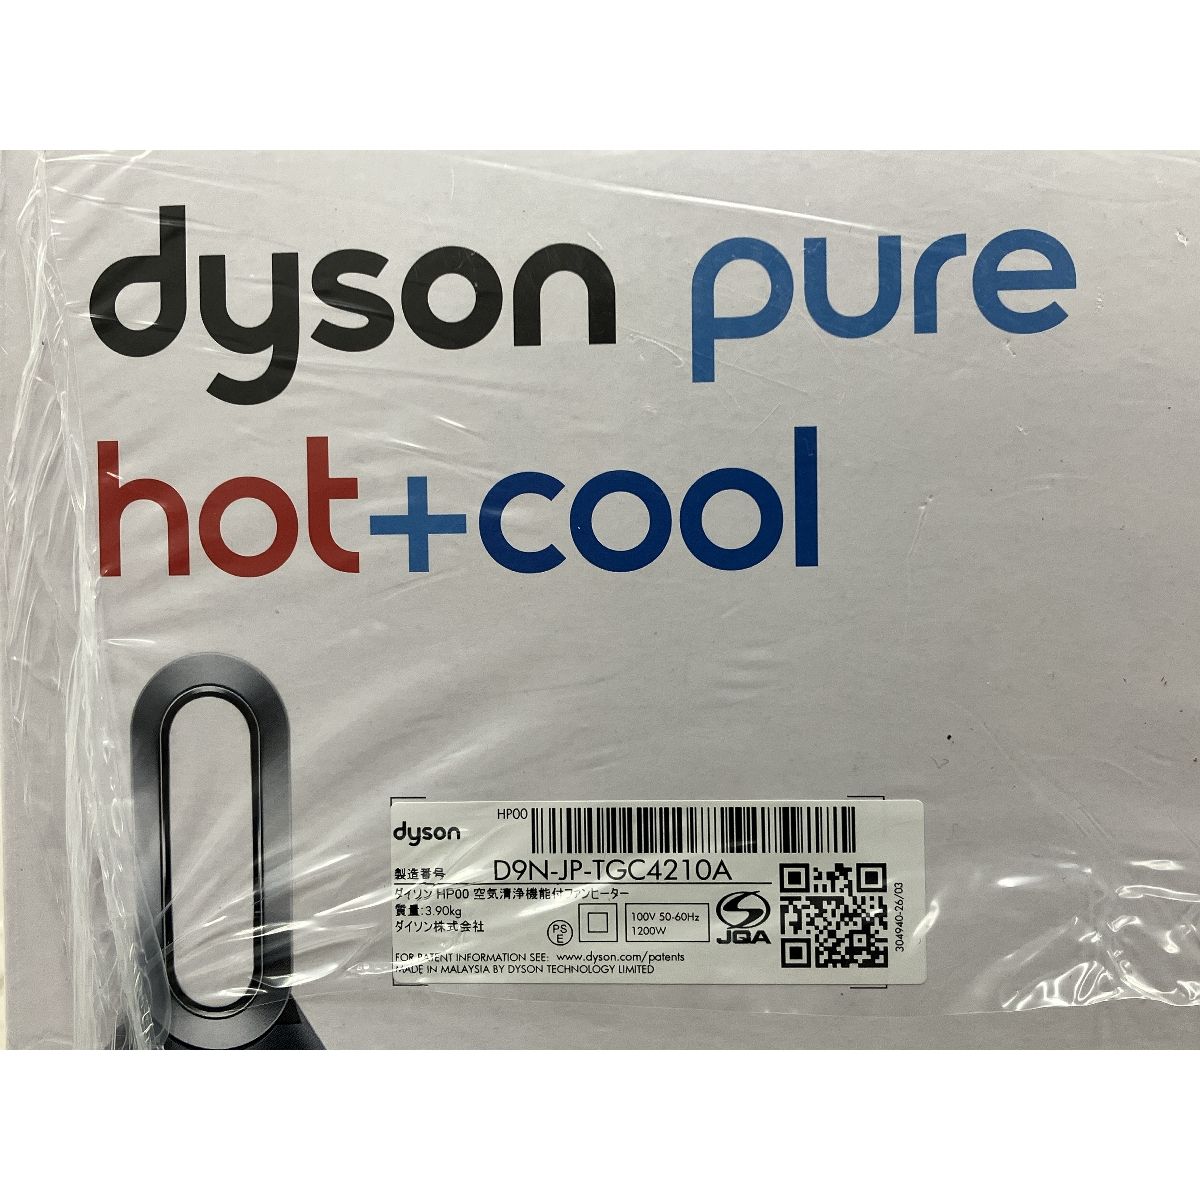 dyson pure
hot+cool
dyson
HP00
製造番号 D9N-JP-TGC4210A
ダイソン HP00 空気清浄機能付ファンヒーター
質量:3.90kg
ダイソン株式会社
PS
E
100V 50-60Hz
1200W
JQA
FOR PATENT INFORMATION SEE: www.dyson.com/patents
MADE IN MALAYSIA BY DYSON TECHNOLOGY LIMITED
304940-26/03